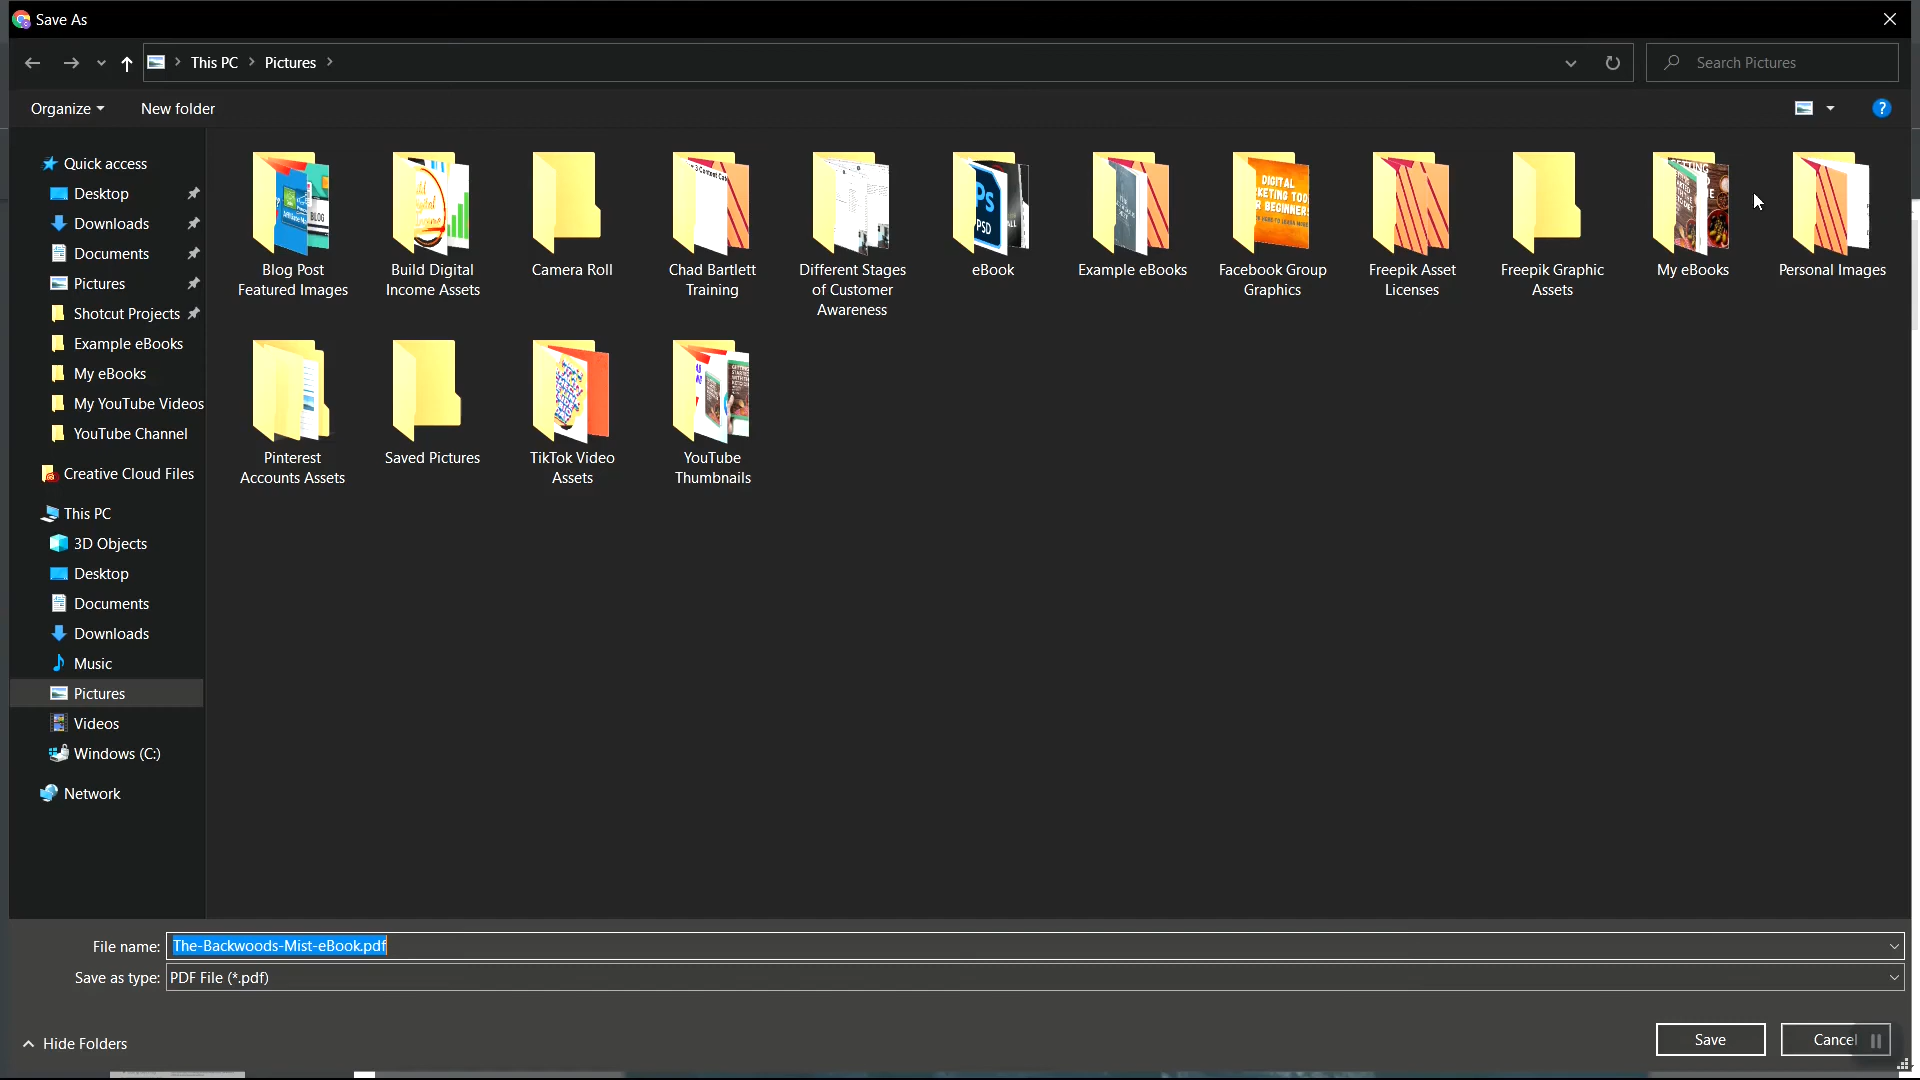 Save As
This PC
Pictures
Search Pictures
Organize
New folder
Quick access
Desktop
Downloads
Documents
Pictures
Shotcut Projects
Example eBooks
My eBooks
My YouTube Videos
YouTube Channel
Creative Cloud Files
This PC
3D Objects
Desktop
Documents
Downloads
Music
Pictures
Videos
Windows (C:)
Network
Blog Post
Featured Images
Build Digital
Income Assets
Camera Roll
Chad Bartlett
Training
Different Stages
of Customer
Awareness
eBook
Example eBooks
Facebook Group
Graphics
Freepik Asset
Licenses
Freepik Graphic
Assets
My eBooks
Personal Images
Pinterest
Accounts Assets
Saved Pictures
TikTok Video
Assets
YouTube
Thumbnails
File name: The-Backwoods-Mist-eBook.pdf
Save as type: PDF File (*.pdf)
Hide Folders
Save
Cancel